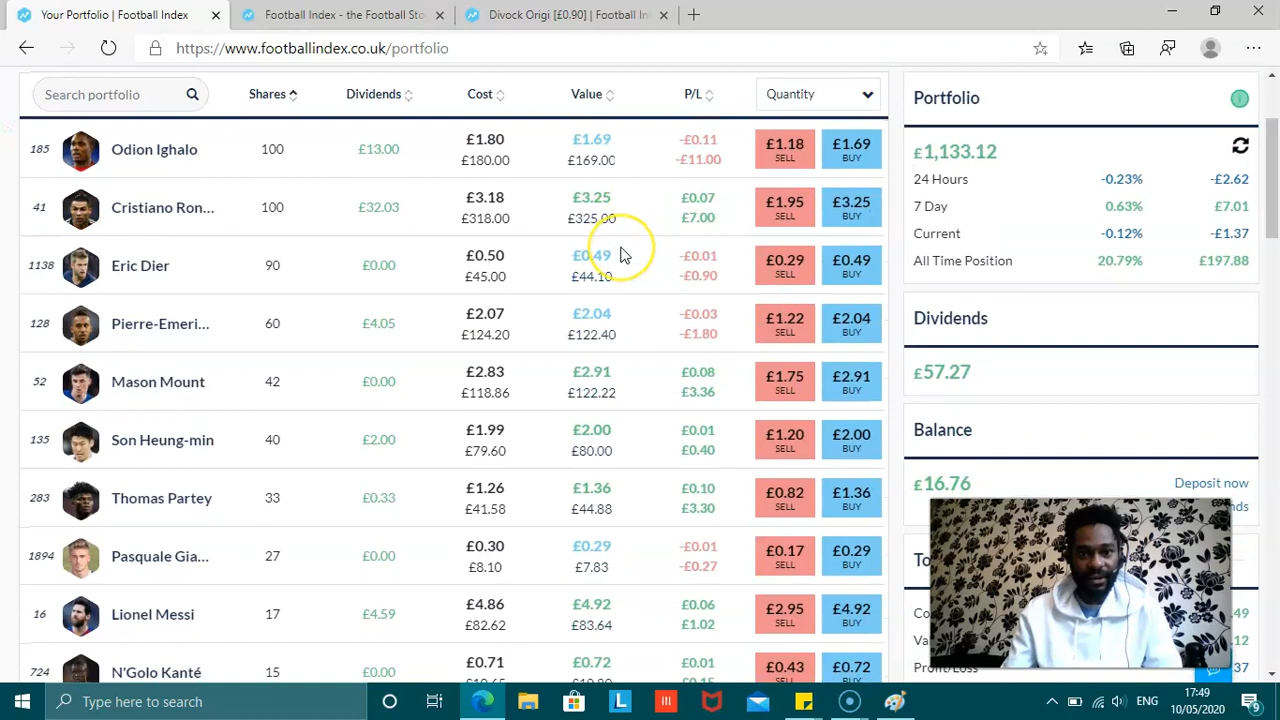 Your Portfolio | Football Index
Football Index - the Football Sto
Divock Origi [£0.90] | Football In
https://www.footballindex.co.uk/portfolio
Search portfolio
Shares
Dividends
Cost
Value
P/L
Quantity
185 Odion Ighalo 100 £13.00 £1.80 £1.69 -£0.11 £1.18 £1.69
£180.00 £169.00 -£11.00 SELL BUY
41 Cristiano Ron... 100 £32.03 £3.18 £3.25 £0.07 £1.95 £3.25
£318.00 £325.00 £7.00 SELL BUY
1138 Eric Dier 90 £0.00 £0.50 £0.49 -£0.01 £0.29 £0.49
£45.00 £44.10 -£0.90 SELL BUY
128 Pierre-Emeri... 60 £4.05 £2.07 £2.04 -£0.03 £1.22 £2.04
£124.20 £122.40 -£1.80 SELL BUY
52 Mason Mount 42 £0.00 £2.83 £2.91 £0.08 £1.75 £2.91
£118.86 £122.22 £3.36 SELL BUY
135 Son Heung-min 40 £2.00 £1.99 £2.00 £0.01 £1.20 £2.00
£79.60 £80.00 £0.40 SELL BUY
283 Thomas Partey 33 £0.33 £1.26 £1.36 £0.10 £0.82 £1.36
£41.58 £44.88 £3.30 SELL BUY
1894 Pasquale Gia... 27 £0.00 £0.30 £0.29 -£0.01 £0.17 £0.29
£8.10 £7.83 -£0.27 SELL BUY
16 Lionel Messi 17 £4.59 £4.86 £4.92 £0.06 £2.95 £4.92
£82.62 £83.64 £1.02 SELL BUY
724 N'Golo Kanté 15 £0.00 £0.71 £0.72 £0.01 £0.43 £0.72
SELL BUY
Portfolio
£1,133.12
24 Hours -0.23% -£2.62
7 Day 0.63% £7.01
Current -0.12% -£1.37
All Time Position 20.79% £197.88
Dividends
£57.27
Balance
£16.76 Deposit now
Type here to search
ENG
17:49
10/05/2020
9